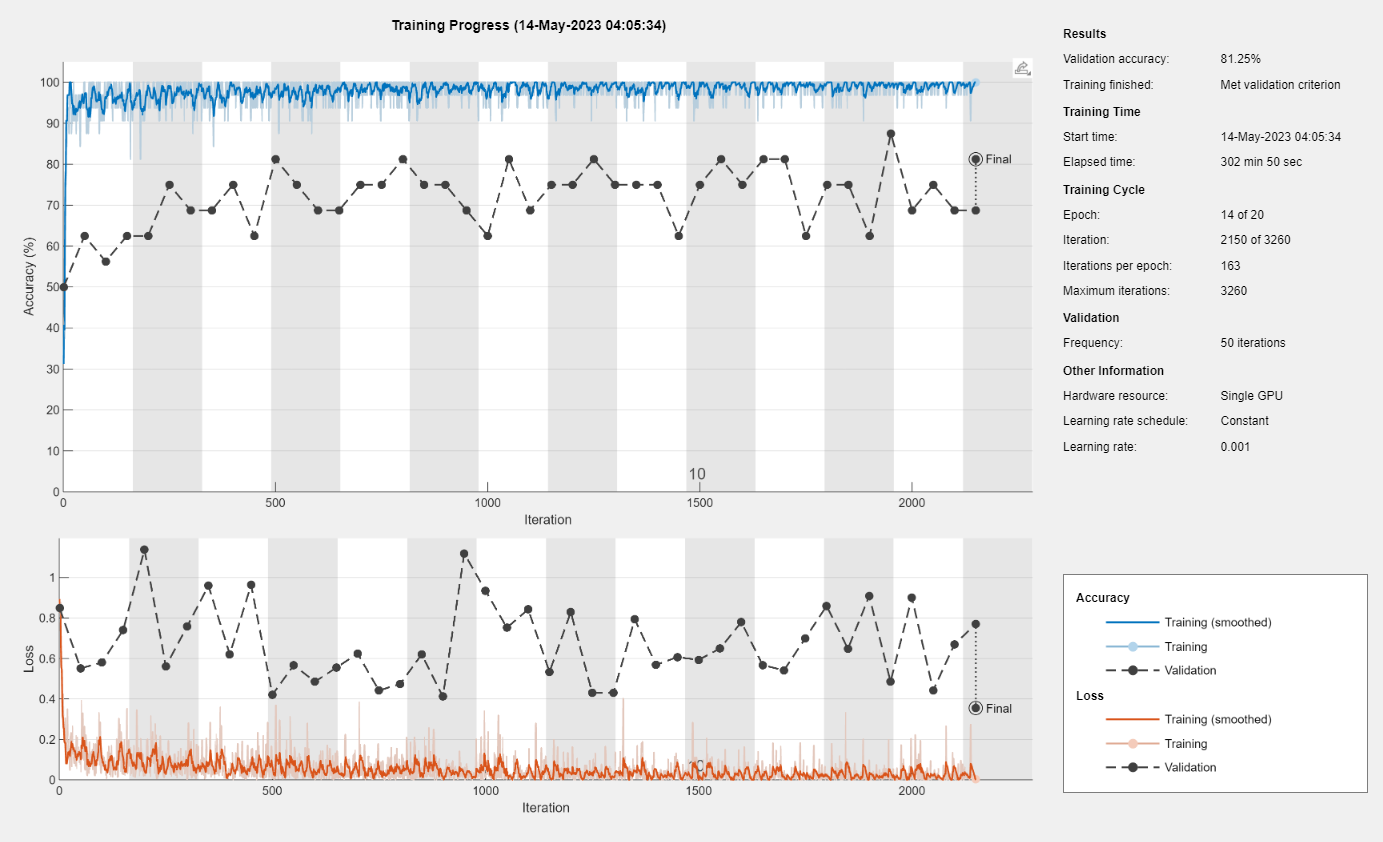 Training Progress (14-May-2023 04:05:34)
100
90
80
70
60
50
40
30
20
10
0
Accuracy (%)
Final
10
0 500 1000 1500 2000
Iteration
1
0.8
0.6
0.4
0.2
0
Loss
Final
10
0 500 1000 1500 2000
Iteration
Results
Validation accuracy: 81.25%
Training finished: Met validation criterion
Training Time
Start time: 14-May-2023 04:05:34
Elapsed time: 302 min 50 sec
Training Cycle
Epoch: 14 of 20
Iteration: 2150 of 3260
Iterations per epoch: 163
Maximum iterations: 3260
Validation
Frequency: 50 iterations
Other Information
Hardware resource: Single GPU
Learning rate schedule: Constant
Learning rate: 0.001
Accuracy
Training (smoothed)
Training
Validation
Loss
Training (smoothed)
Training
Validation